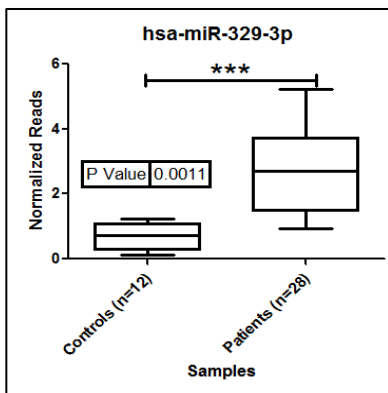 hsa-miR-329-3p
***
6
4
2
0
Normalized Reads
P Value 0.0011
Controls (n=12)
Patients (n=28)
Samples